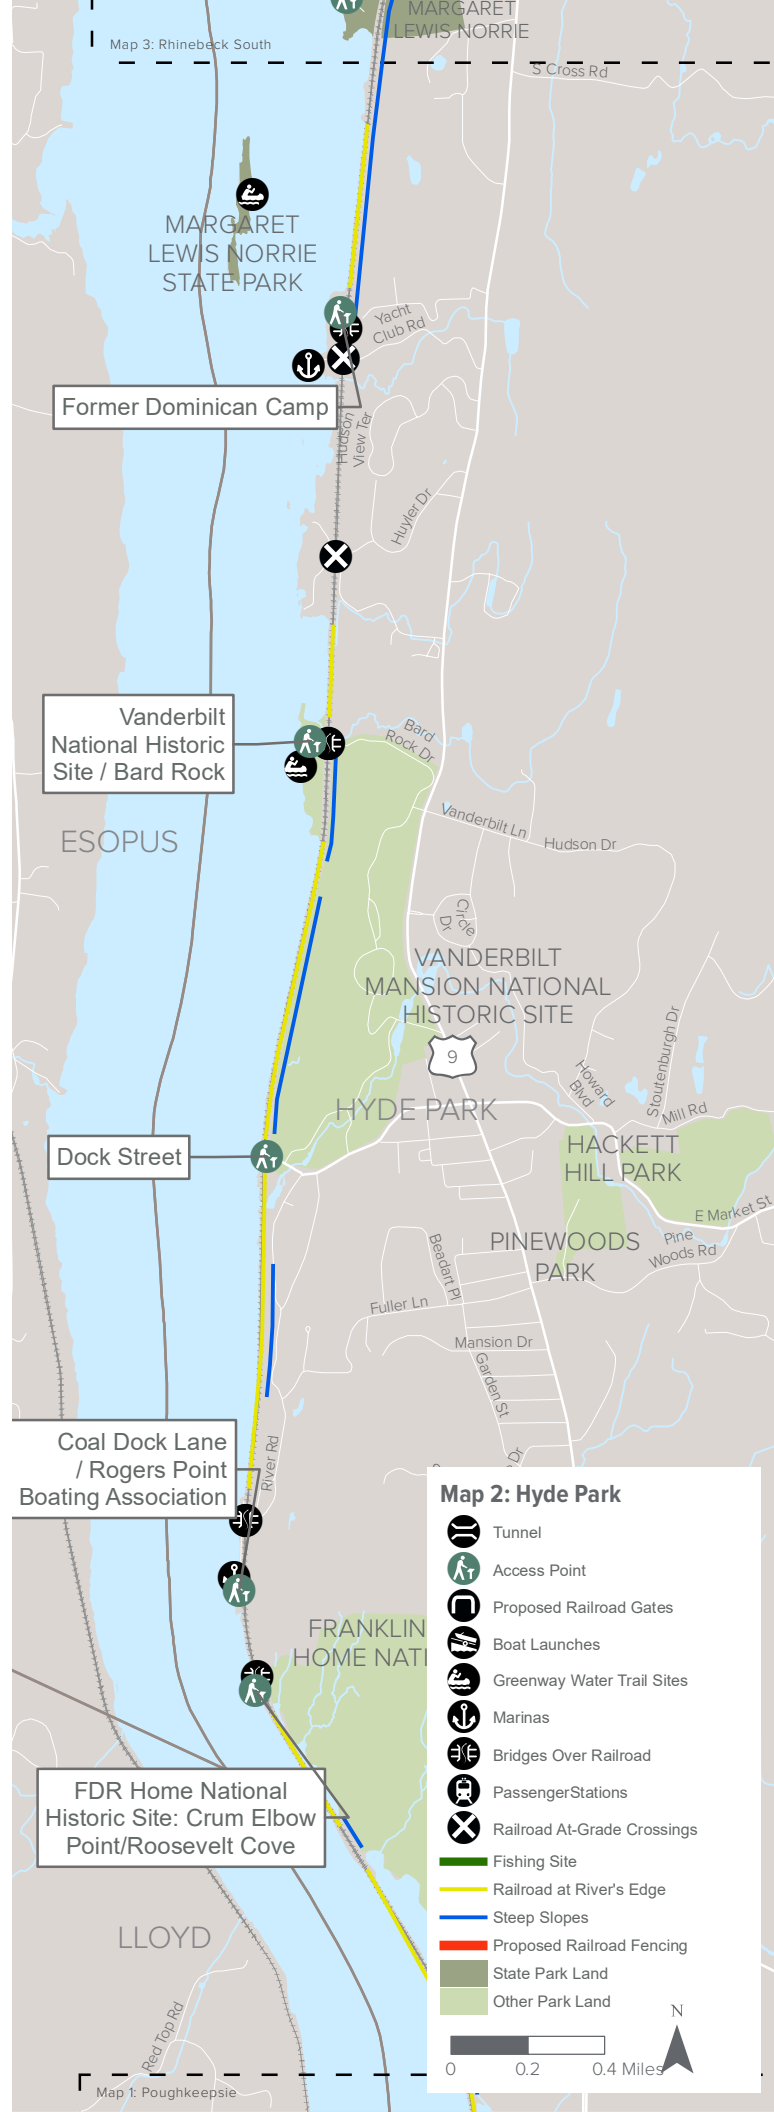 MARGARET
LEWIS NORRIE
Map 3: Rhinebeck South
S Cross Rd
MARGARET
LEWIS NORRIE
STATE PARK
Yacht
Club Rd
Former Dominican Camp
Hudson
View Ter
Huyler Dr
Vanderbilt
National Historic
Site / Bard Rock
Bard
Rock Dr
ESOPUS
Vanderbilt Ln
Hudson Dr
Circle
Dr
VANDERBILT
MANSION NATIONAL
HISTORIC SITE
9
Howard
Blvd
Stoutenburgh Dr
Mill Rd
HYDE PARK
HACKETT
HILL PARK
Dock Street
E Market St
Pine
Woods Rd
PINEWOODS
PARK
Beadart Pl
Fuller Ln
Mansion Dr
Garden St
Coal Dock Lane
/ Rogers Point
Boating Association
River Rd
Dr
FRANKLIN
HOME NATI
FDR Home National
Historic Site: Crum Elbow
Point/Roosevelt Cove
LLOYD
Red Top Rd
Map 1: Poughkeepsie
Map 2: Hyde Park
Tunnel
Access Point
Proposed Railroad Gates
Boat Launches
Greenway Water Trail Sites
Marinas
Bridges Over Railroad
PassengerStations
Railroad At-Grade Crossings
Fishing Site
Railroad at River's Edge
Steep Slopes
Proposed Railroad Fencing
State Park Land
Other Park Land
N
0 0.2 0.4 Miles